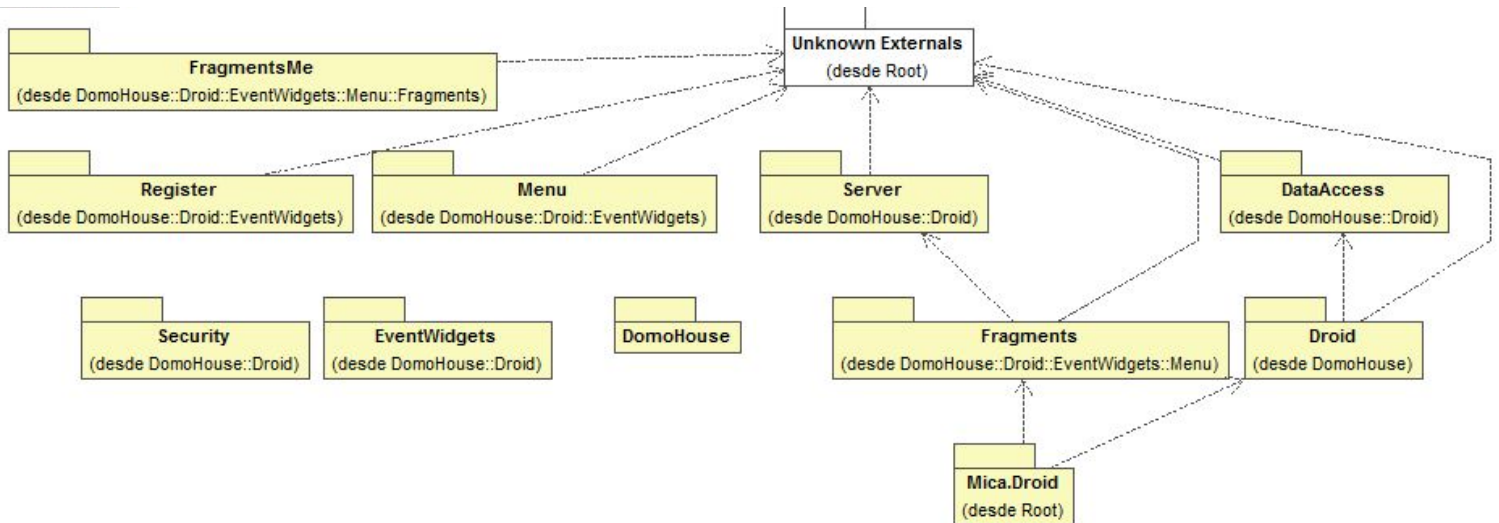 Unknown Externals
(desde Root)
FragmentsMe
(desde DomoHouse::Droid::EventWidgets::Menu::Fragments)
Register
(desde DomoHouse::Droid::EventWidgets)
Menu
(desde DomoHouse::Droid::EventWidgets)
Server
(desde DomoHouse::Droid)
DataAccess
(desde DomoHouse::Droid)
Security
(desde DomoHouse::Droid)
EventWidgets
(desde DomoHouse::Droid)
DomoHouse
Fragments
(desde DomoHouse::Droid::EventWidgets::Menu)
Droid
(desde DomoHouse)
Mica.Droid
(desde Root)